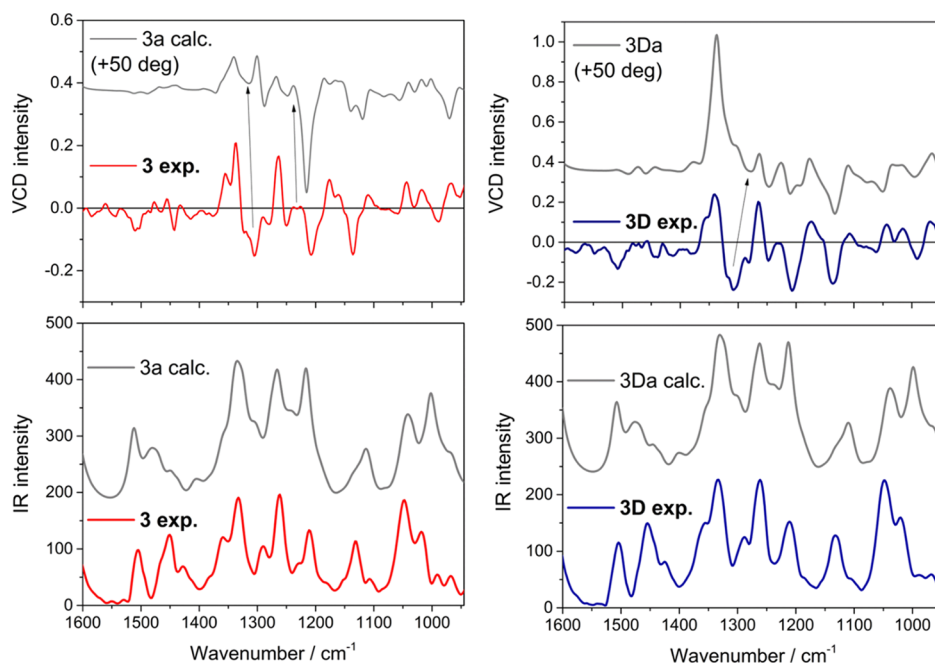 0.6
3a calc.
(+50 deg)
0.4
0.2
3 exp.
0.0
-0.2
VCD intensity
1.0
3Da
(+50 deg)
0.8
0.6
0.4
0.2
3D exp.
0.0
-0.2
VCD intensity
500
3a calc.
400
300
200
3 exp.
100
0
IR intensity
1600 1500 1400 1300 1200 1100 1000
Wavenumber / cm-1
500
3Da calc.
400
300
200
3D exp.
100
0
IR intensity
1600 1500 1400 1300 1200 1100 1000
Wavenumber / cm-1